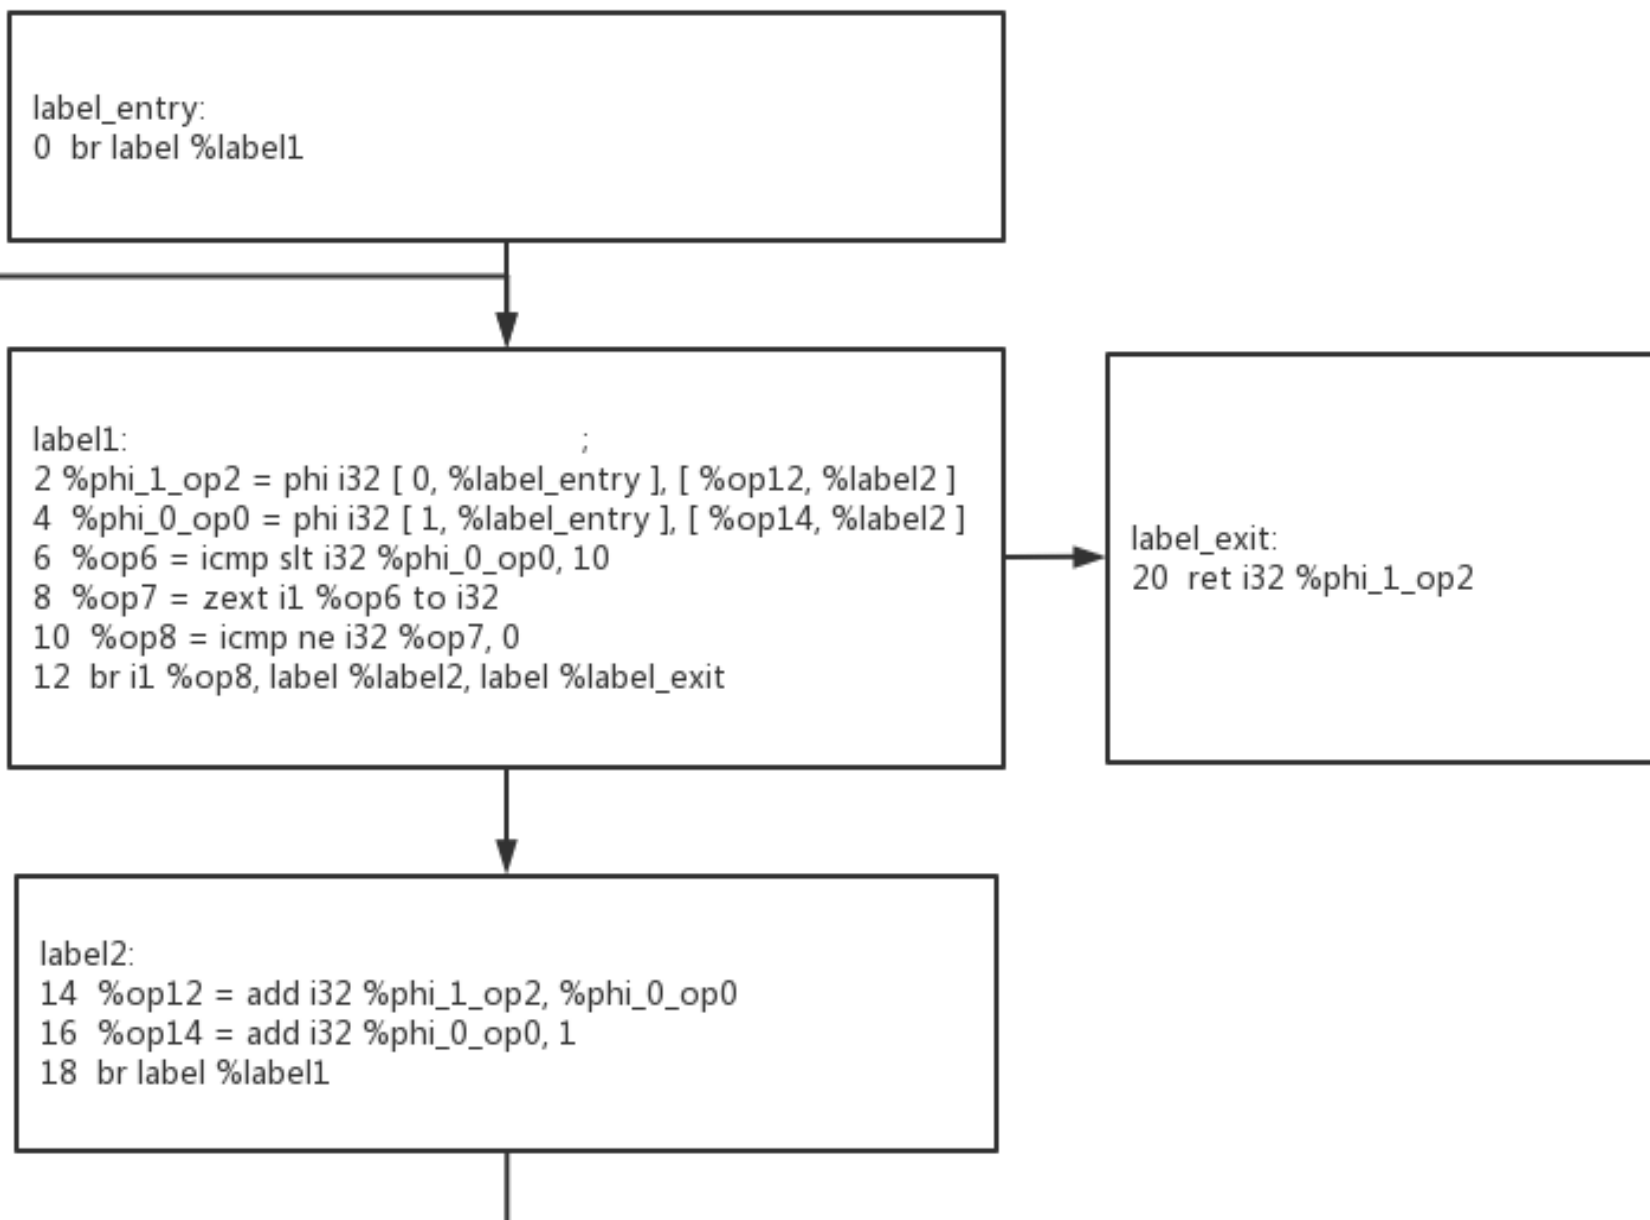 label_entry:
0  br label %label1
label1:                                                        ;
2 %phi_1_op2 = phi i32 [ 0, %label_entry ], [ %op12, %label2 ]
4  %phi_0_op0 = phi i32 [ 1, %label_entry ], [ %op14, %label2 ]
6  %op6 = icmp slt i32 %phi_0_op0, 10
8  %op7 = zext i1 %op6 to i32
10  %op8 = icmp ne i32 %op7, 0
12  br i1 %op8, label %label2, label %label_exit
label_exit:
20  ret i32 %phi_1_op2
label2:
14  %op12 = add i32 %phi_1_op2, %phi_0_op0
16  %op14 = add i32 %phi_0_op0, 1
18  br label %label1